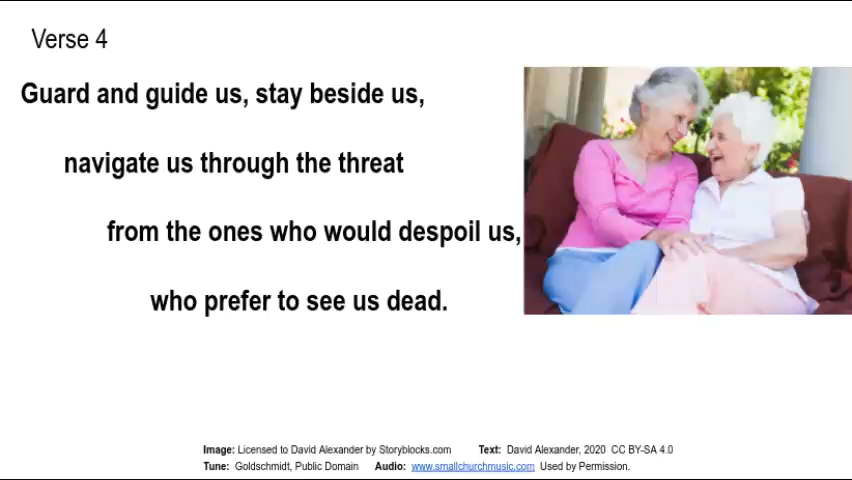 Verse 4
Guard and guide us, stay beside us,
navigate us through the threat
from the ones who would despoil us,
who prefer to see us dead.
Image: Licensed to David Alexander by Storyblocks.com Text: David Alexander, 2020 CC BY-SA 4.0
Tune: Goldschmidt, Public Domain Audio: www.smallchurchmusic.com Used by Permission.